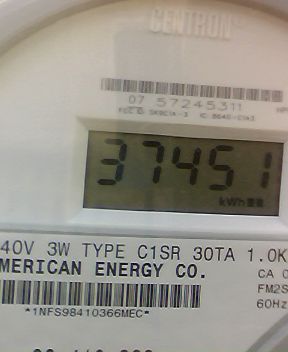 CENTRON
07 57245311
37451
kWh
40V 3W TYPE C1SR 30TA 1.0K
MERICAN ENERGY CO.
CA 0
FM2S
60Hz
*1NFS98410366MEC*